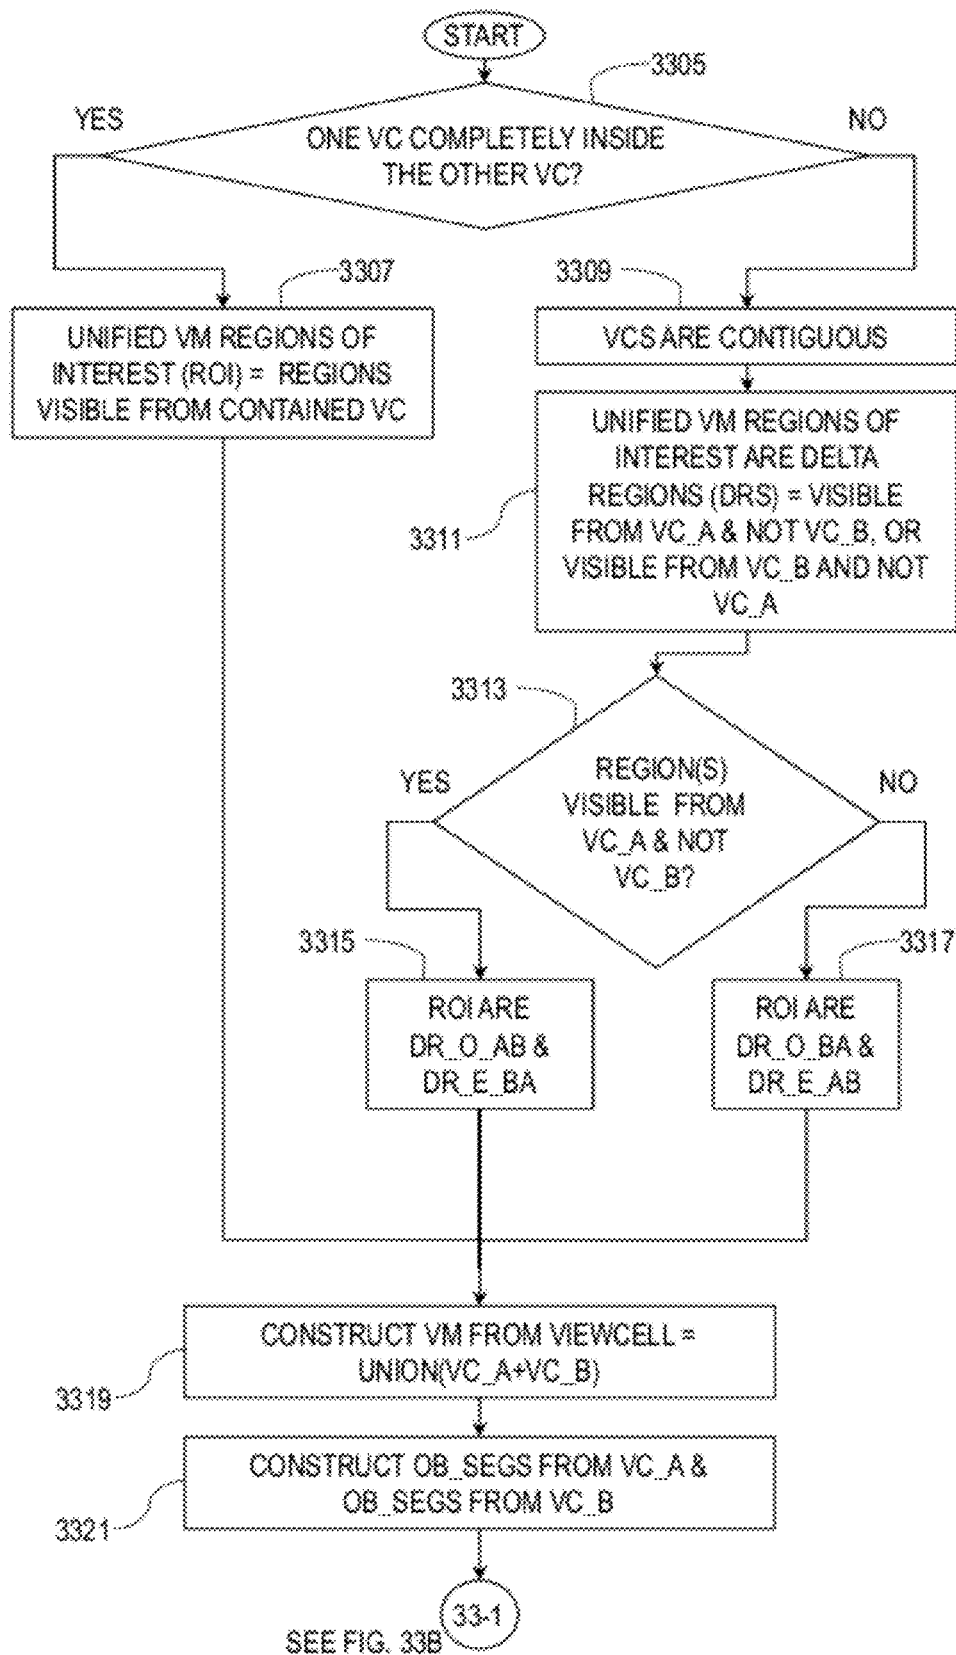 START
3305
YES
NO
ONE VC COMPLETELY INSIDE
THE OTHER VC?
3307
3309
UNIFIED VM REGIONS OF
INTEREST (ROI) = REGIONS
VISIBLE FROM CONTAINED VC
VCS ARE CONTIGUOUS
UNIFIED VM REGIONS OF
INTEREST ARE DELTA
REGIONS (DRS) = VISIBLE
FROM VC_A & NOT VC_B, OR
VISIBLE FROM VC_B AND NOT
VC_A
3311
3313
YES
NO
REGION(S)
VISIBLE FROM
VC_A & NOT
VC_B?
3315
3317
ROI ARE
DR_O_AB &
DR_E_BA
ROI ARE
DR_O_BA &
DR_E_AB
CONSTRUCT VM FROM VIEWCELL =
UNION(VC_A+VC_B)
3319
CONSTRUCT OB_SEGS FROM VC_A &
OB_SEGS FROM VC_B
3321
33-1
SEE FIG. 33B